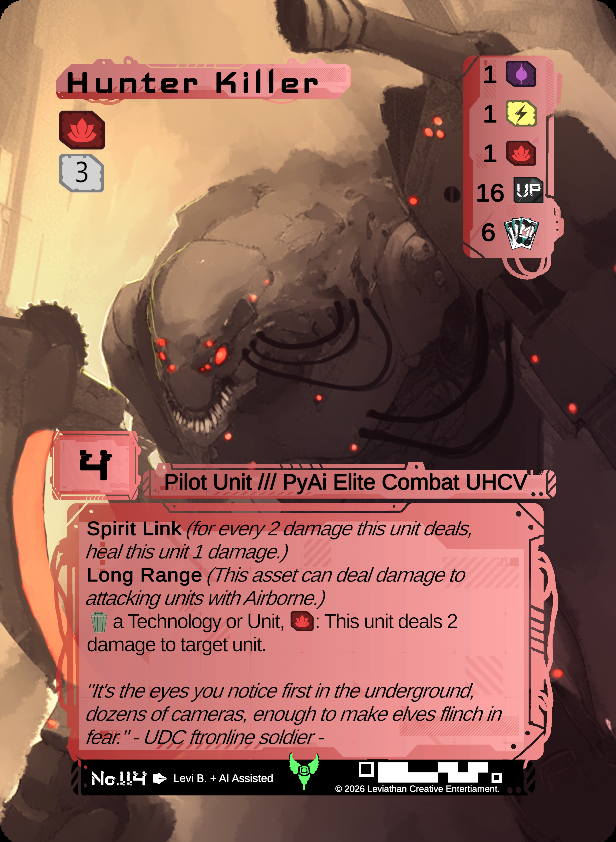 Hunter Killer
3
1
1
1
16 UP
6
4
Pilot Unit /// PyAi Elite Combat UHCV
Spirit Link (for every 2 damage this unit deals,
heal this unit 1 damage.)
Long Range (This asset can deal damage to
attacking units with Airborne.)
a Technology or Unit, : This unit deals 2
damage to target unit.
"It's the eyes you notice first in the underground,
dozens of cameras, enough to make elves flinch in
fear." - UDC ftronline soldier -
No.114 Levi B. + AI Assisted
© 2026 Leviathan Creative Entertiament.